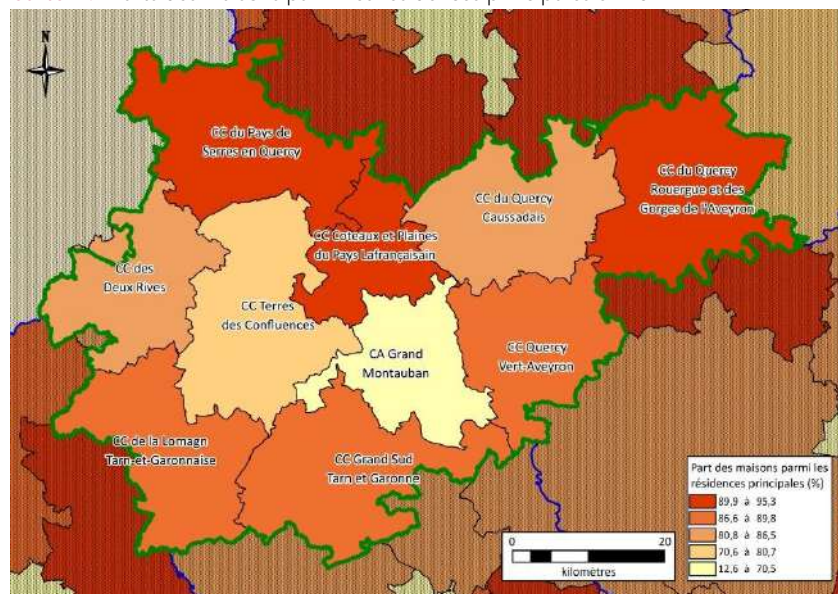 N
CC du Pays de
Serres en Quercy
CC du Quercy
Rouergue et des
Gorges de l'Aveyron
CC du Quercy
Caussadais
CC Coteaux et Plaines
du Pays Lafrançaisain
CC des
Deux Rives
CC Terres
des Confluences
CA Grand
Montauban
CC Quercy
Vert-Aveyron
CC de la Lomagn
Tarn-et-Garonnaise
CC Grand Sud
Tarn et Garonne
Part des maisons parmi les
résidences principales (%)
89,9 à 95,3
86,6 à 89,8
80,8 à 86,5
70,6 à 80,7
12,6 à 70,5
0 20
kilomètres